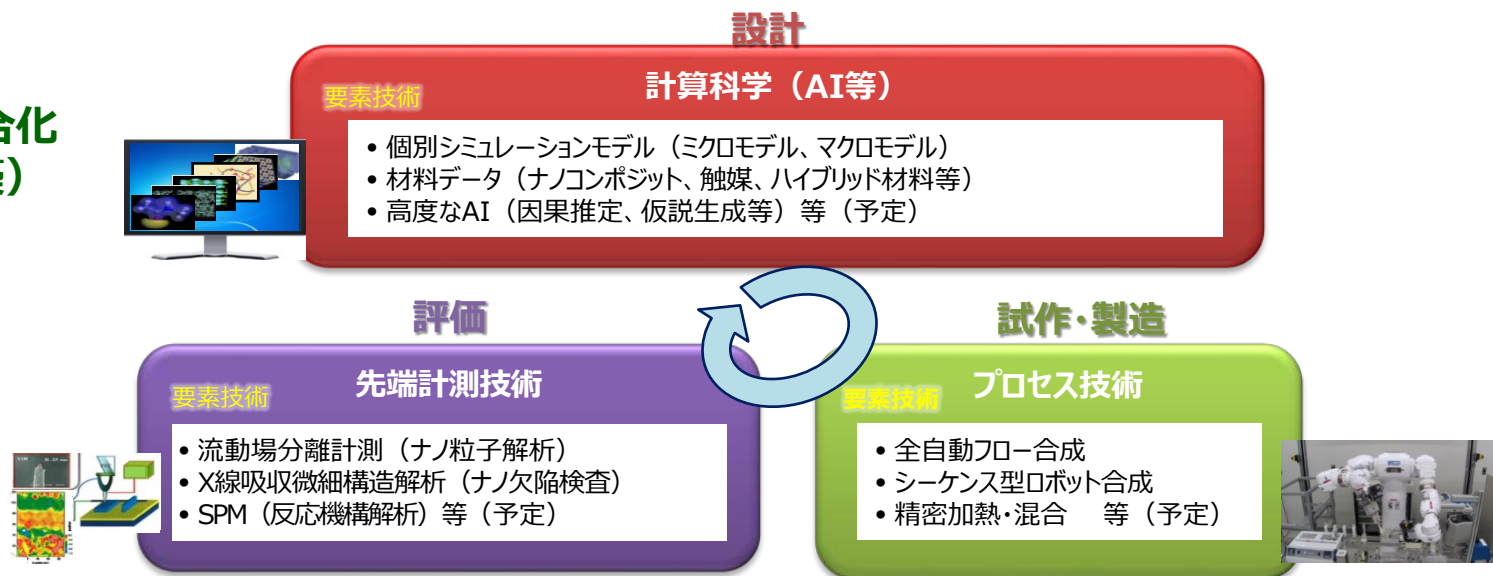 設計
合化
）
要素技術
計算科学（AI等）
• 個別シミュレーションモデル（ミクロモデル、マクロモデル）
• 材料データ（ナノコンポジット、触媒、ハイブリッド材料等）
• 高度なAI（因果推定、仮説生成等）等（予定）
評価
要素技術
先端計測技術
• 流動場分離計測（ナノ粒子解析）
• X線吸収微細構造解析（ナノ欠陥検査）
• SPM（反応機構解析）等（予定）
試作・製造
要素技術
プロセス技術
• 全自動フロー合成
• シーケンス型ロボット合成
• 精密加熱・混合　等（予定）